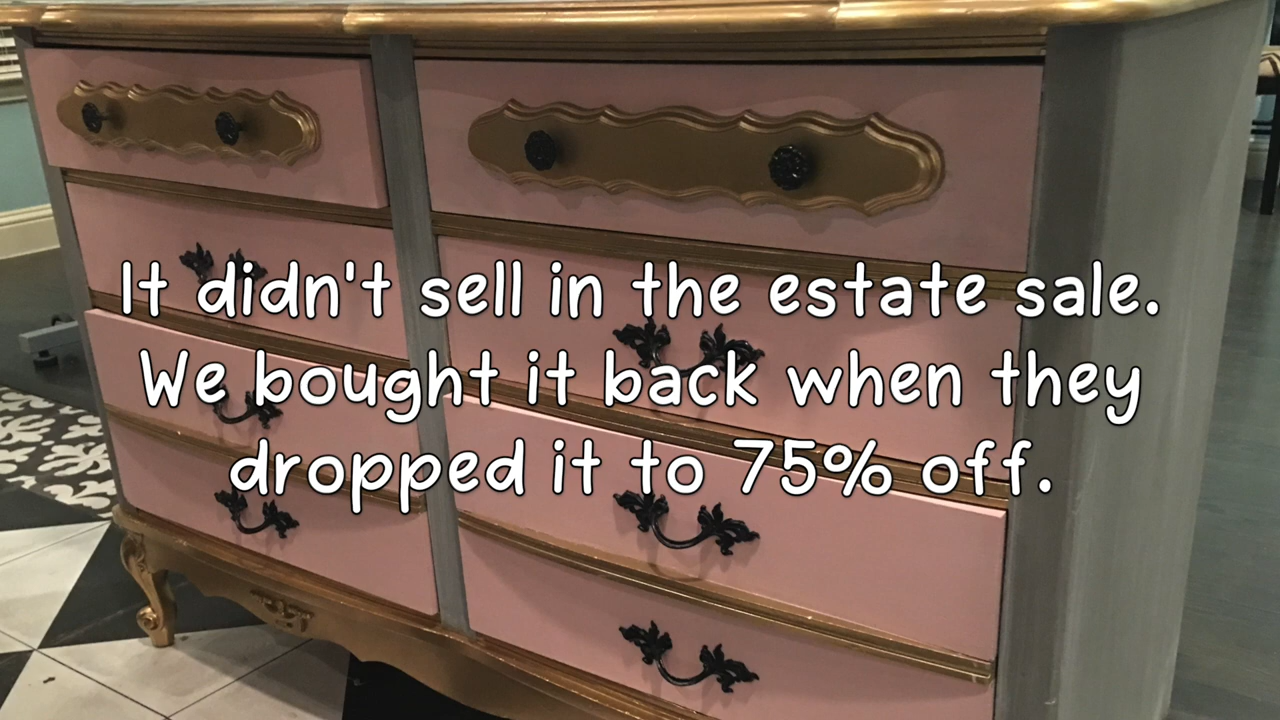 It didn't sell in the estate sale.
We bought it back when they
dropped it to 75% off.